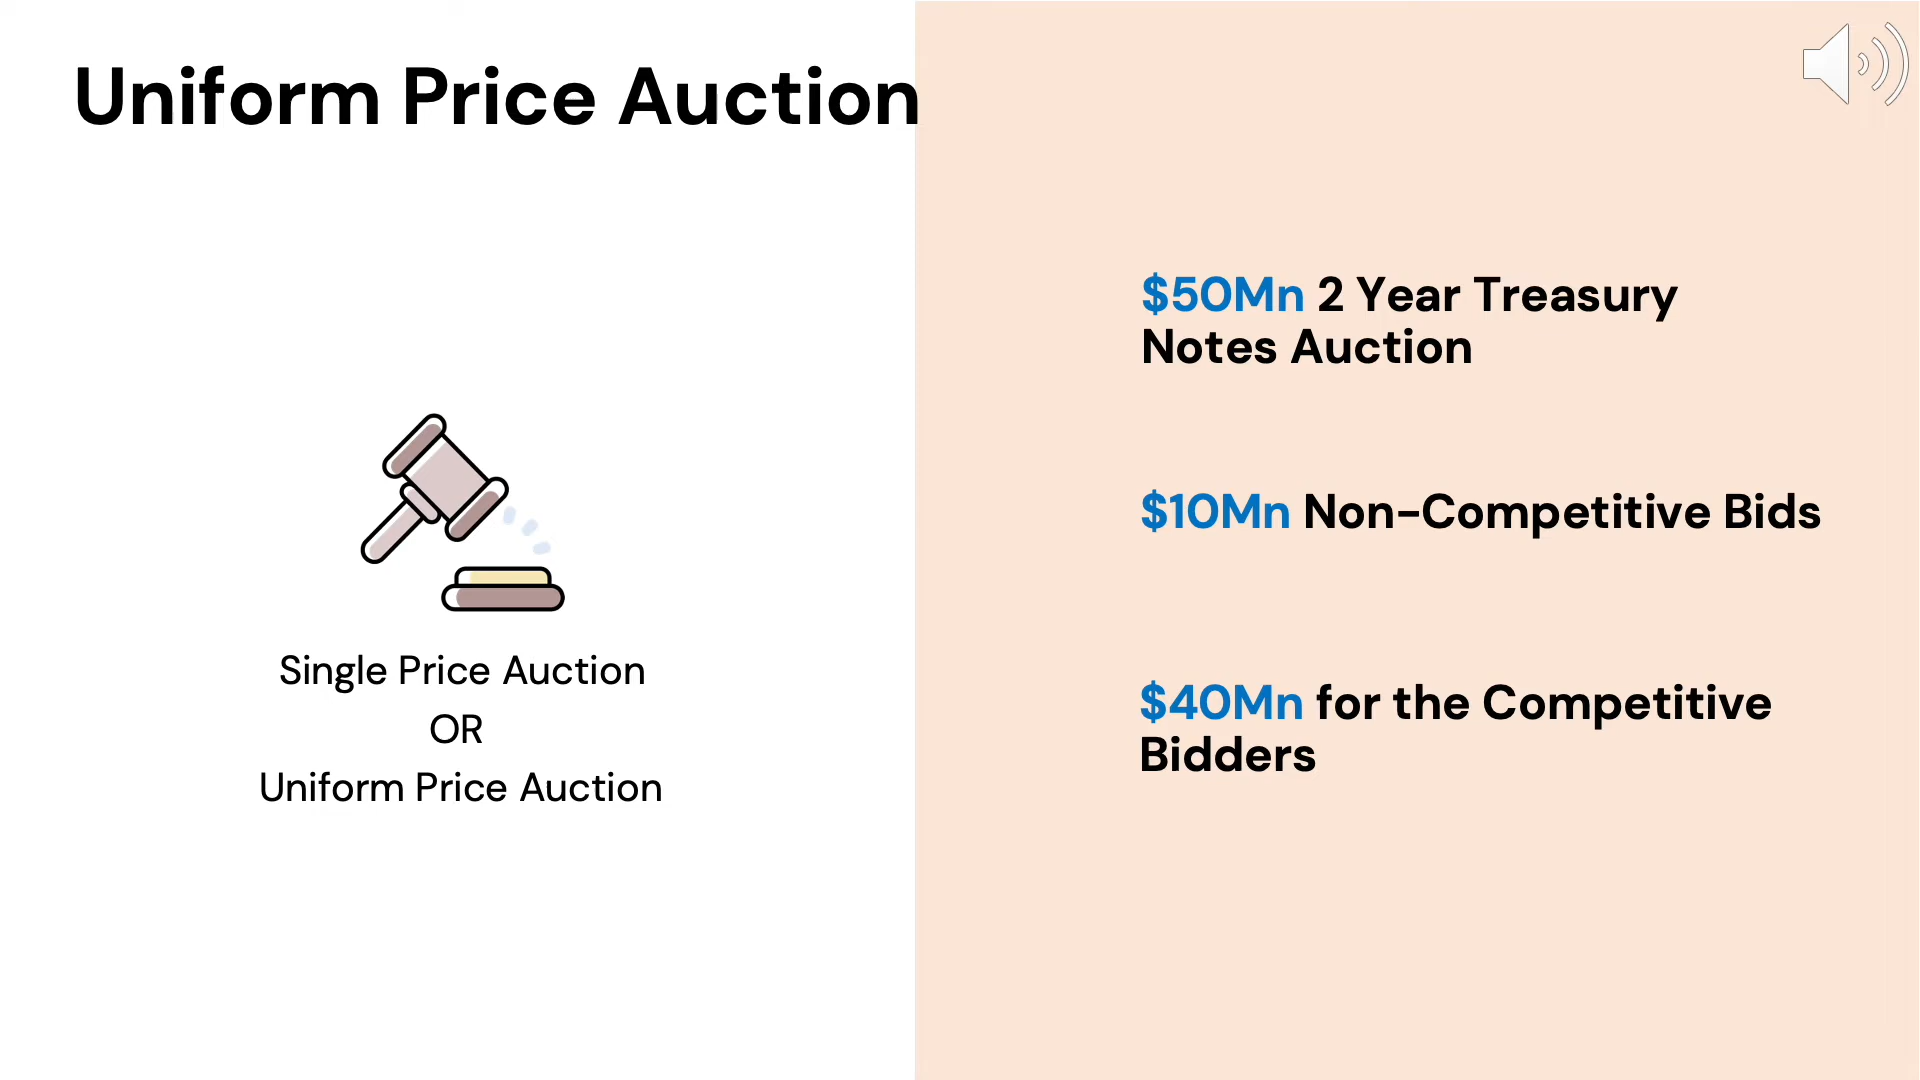 Uniform Price Auction
Single Price Auction
OR
Uniform Price Auction
$50Mn 2 Year Treasury
Notes Auction
$10Mn Non-Competitive Bids
$40Mn for the Competitive
Bidders